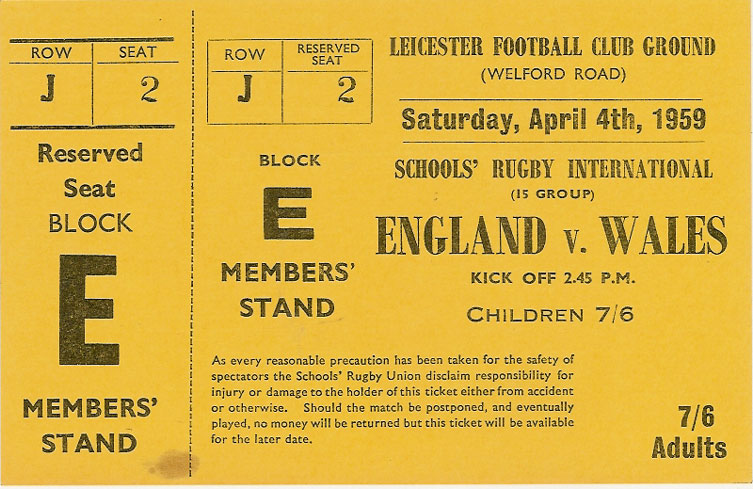 ROW SEAT
J 2
Reserved
Seat
BLOCK
E
MEMBERS'
STAND
ROW RESERVED SEAT
J 2
BLOCK
E
MEMBERS'
STAND
LEICESTER FOOTBALL CLUB GROUND
(WELFORD ROAD)
Saturday, April 4th, 1959
SCHOOLS' RUGBY INTERNATIONAL
(15 GROUP)
ENGLAND v. WALES
KICK OFF 2.45 P.M.
CHILDREN 7/6
As every reasonable precaution has been taken for the safety of
spectators the Schools' Rugby Union disclaim responsibility for
injury or damage to the holder of this ticket either from accident
or otherwise. Should the match be postponed, and eventually
played, no money will be returned but this ticket will be available
for the later date.
7/6
Adults